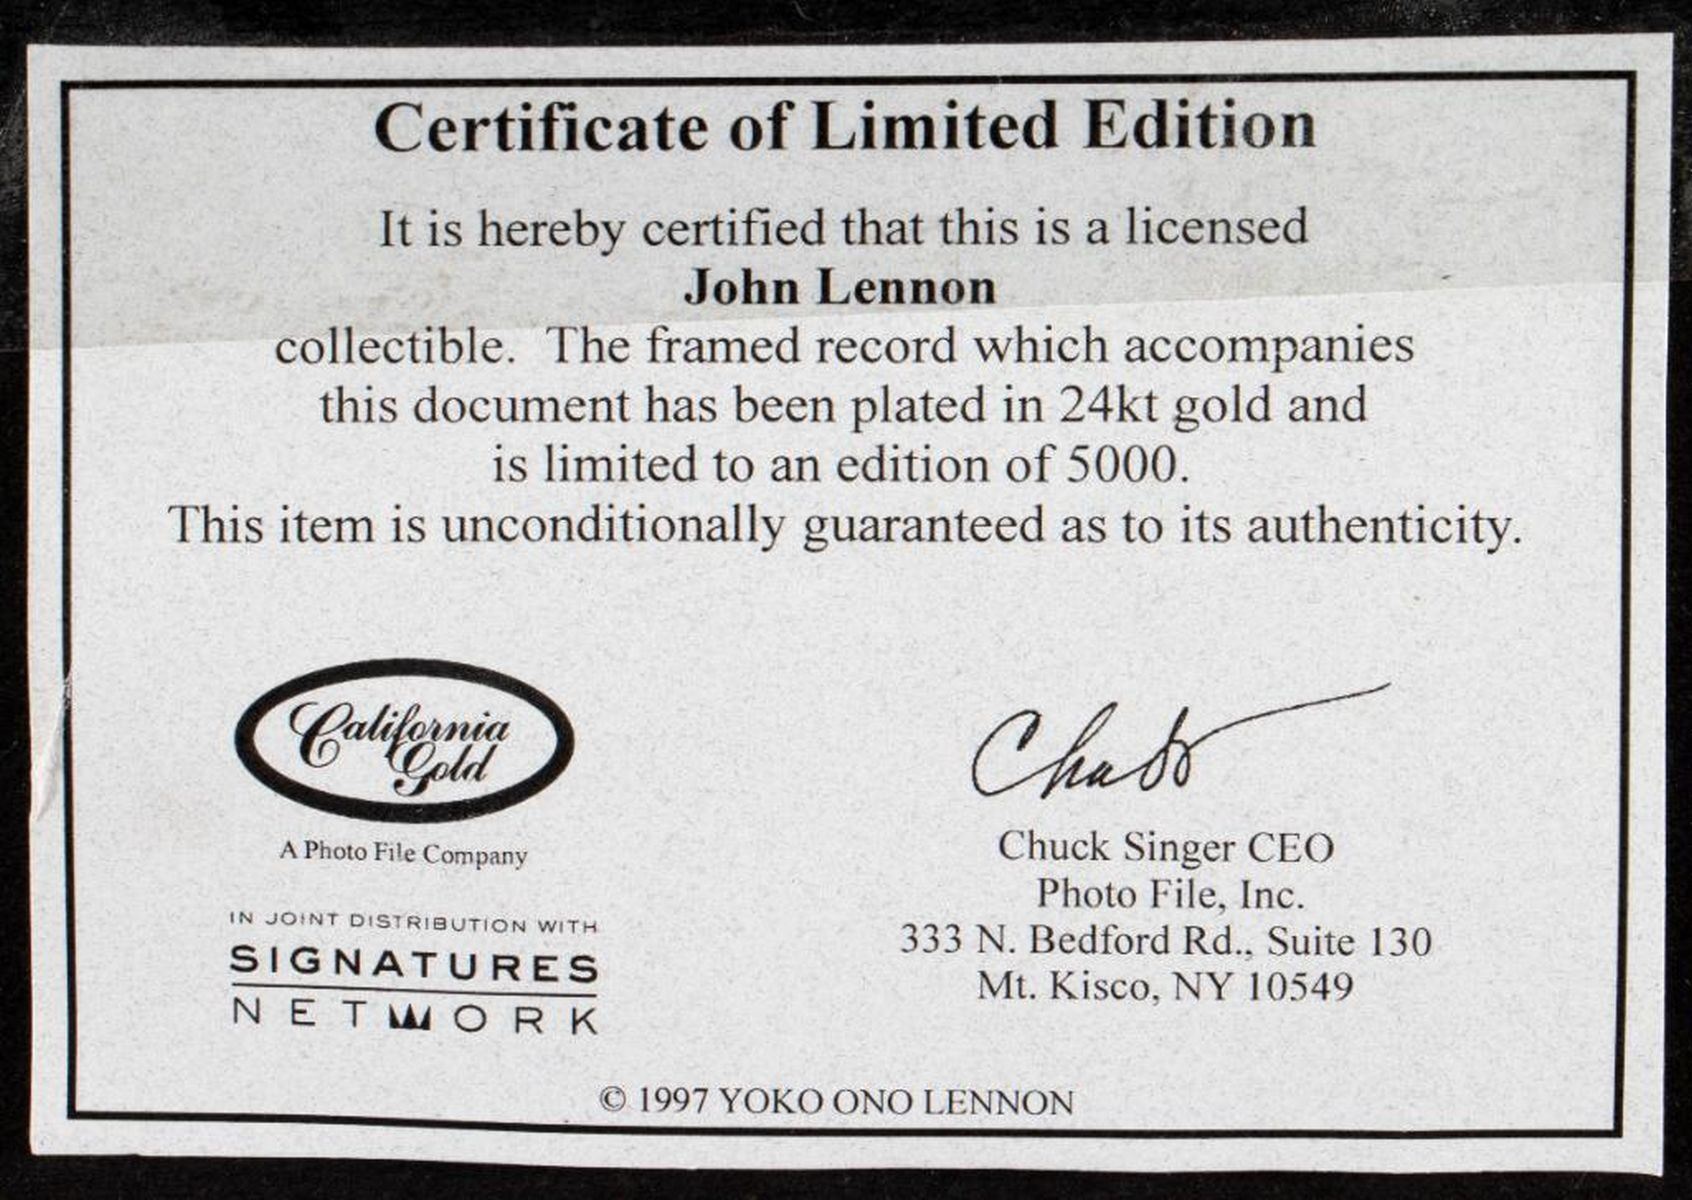 Certificate of Limited Edition
It is hereby certified that this is a licensed
John Lennon
collectible. The framed record which accompanies
this document has been plated in 24kt gold and
is limited to an edition of 5000.
This item is unconditionally guaranteed as to its authenticity.
California
Gold
A Photo File Company
IN JOINT DISTRIBUTION WITH
SIGNATURES
NETWORK
Chuck Singer CEO
Photo File, Inc.
333 N. Bedford Rd., Suite 130
Mt. Kisco, NY 10549
© 1997 YOKO ONO LENNON